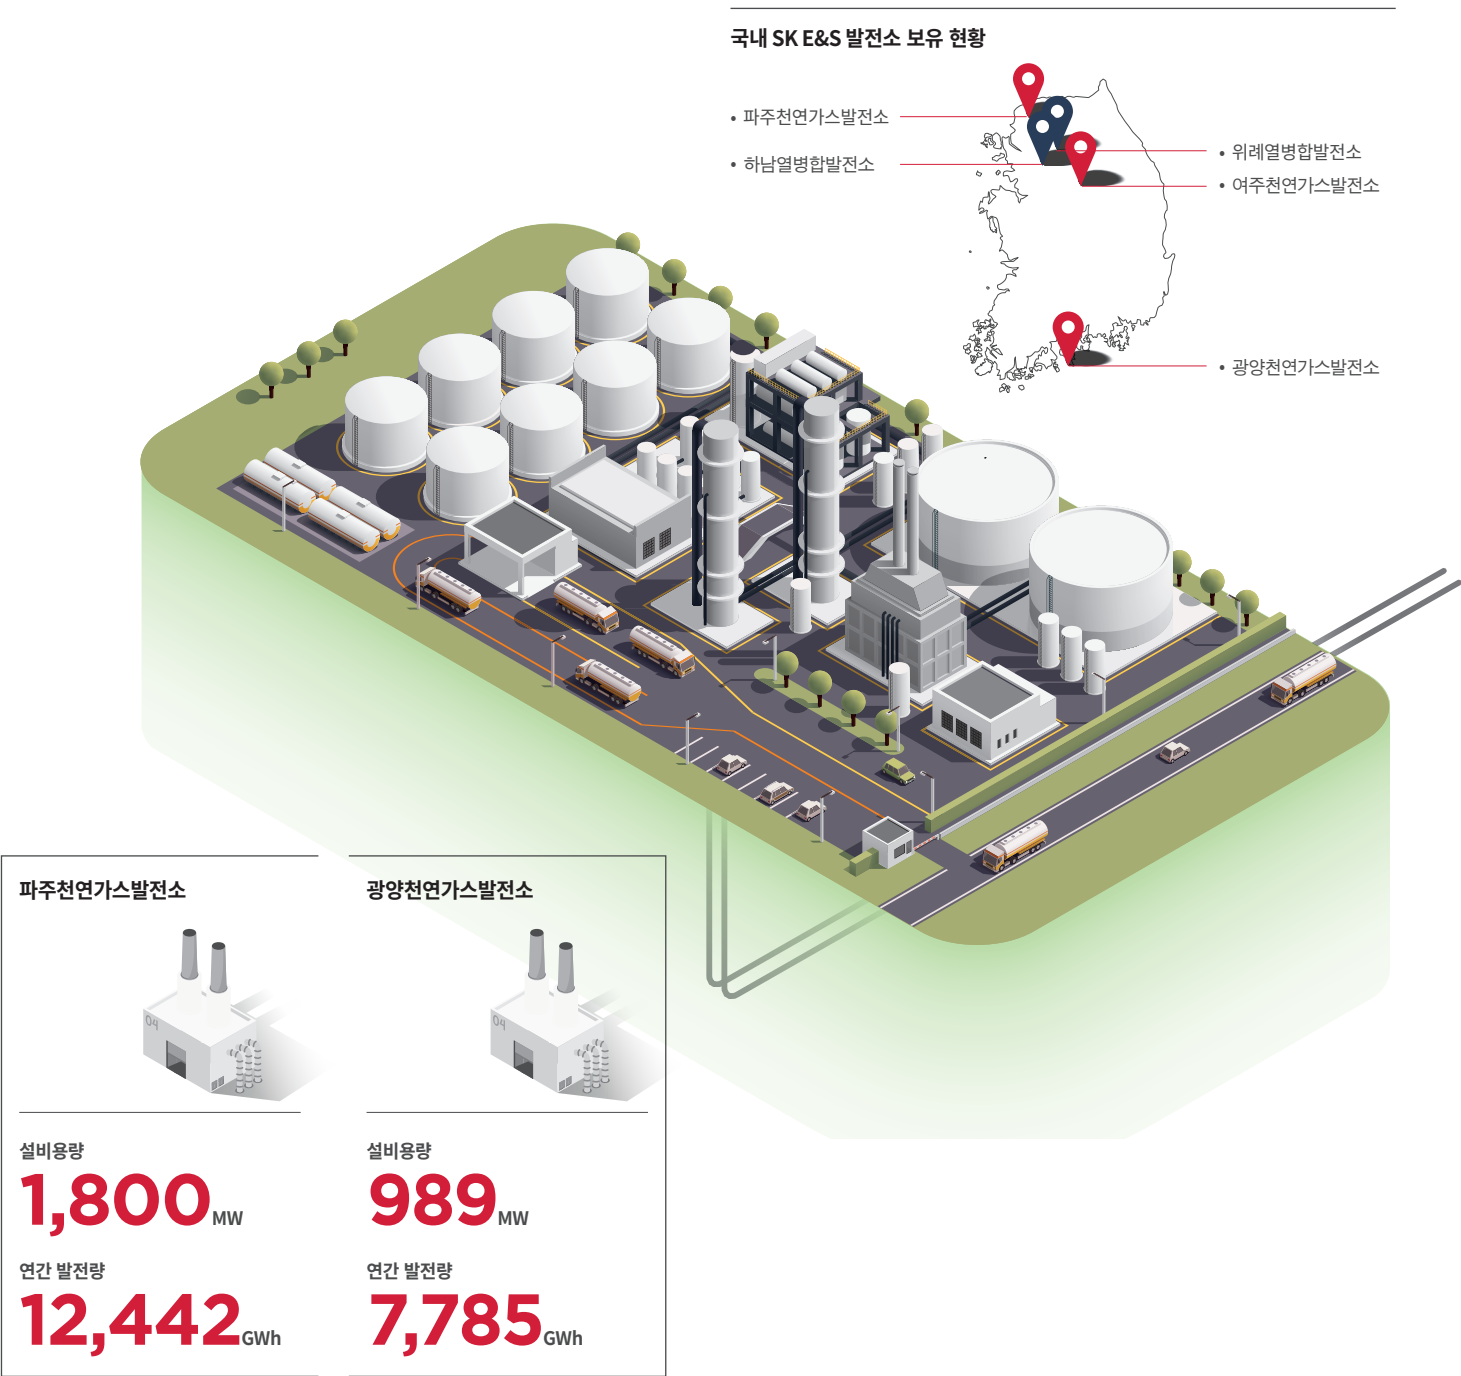 국내 SK E&S 발전소 보유 현황
• 파주천연가스발전소
• 하남열병합발전소
• 위례열병합발전소
• 여주천연가스발전소
• 광양천연가스발전소
파주천연가스발전소
04
설비용량
1,800MW
연간 발전량
12,442GWh
광양천연가스발전소
04
설비용량
989MW
연간 발전량
7,785GWh